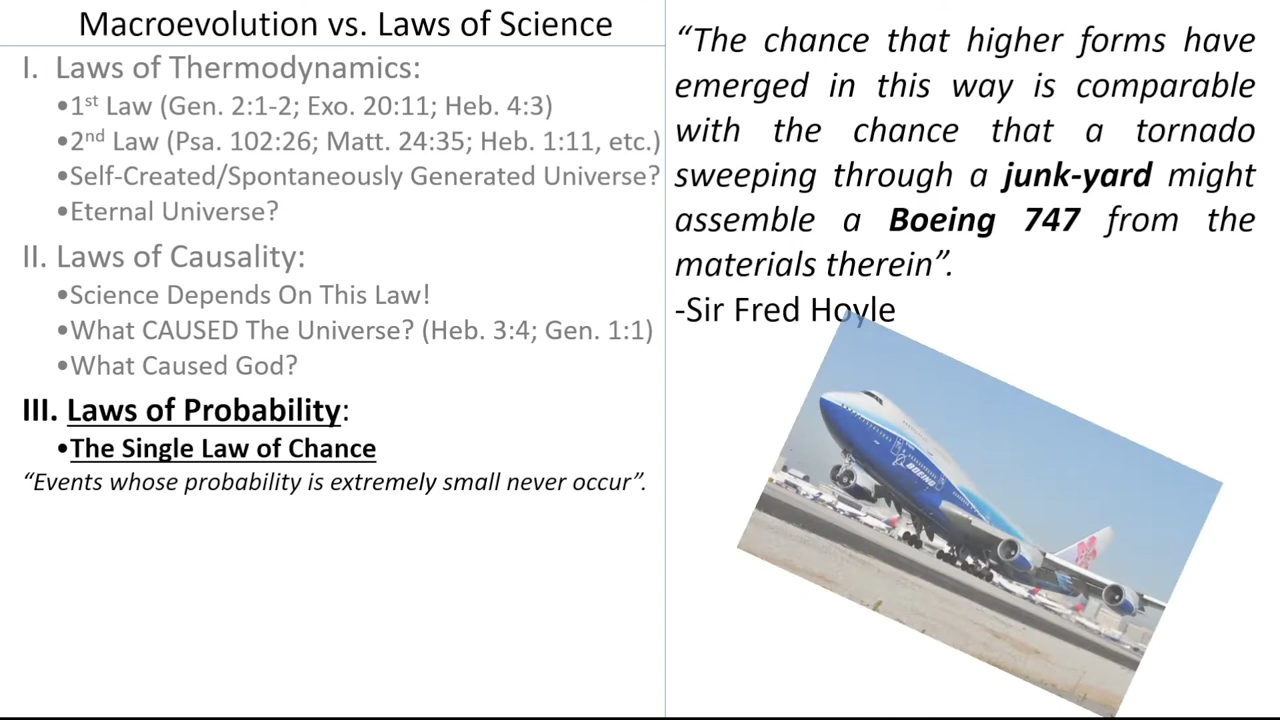 Macroevolution vs. Laws of Science
I. Laws of Thermodynamics:
•1st Law (Gen. 2:1-2; Exo. 20:11; Heb. 4:3)
•2nd Law (Psa. 102:26; Matt. 24:35; Heb. 1:11, etc.)
•Self-Created/Spontaneously Generated Universe?
•Eternal Universe?
II. Laws of Causality:
•Science Depends On This Law!
•What CAUSED The Universe? (Heb. 3:4; Gen. 1:1)
•What Caused God?
III. Laws of Probability:
•The Single Law of Chance
“Events whose probability is extremely small never occur”.
“The chance that higher forms have
emerged in this way is comparable
with the chance that a tornado
sweeping through a junk-yard might
assemble a Boeing 747 from the
materials therein”.
-Sir Fred Hoyle
BOEING